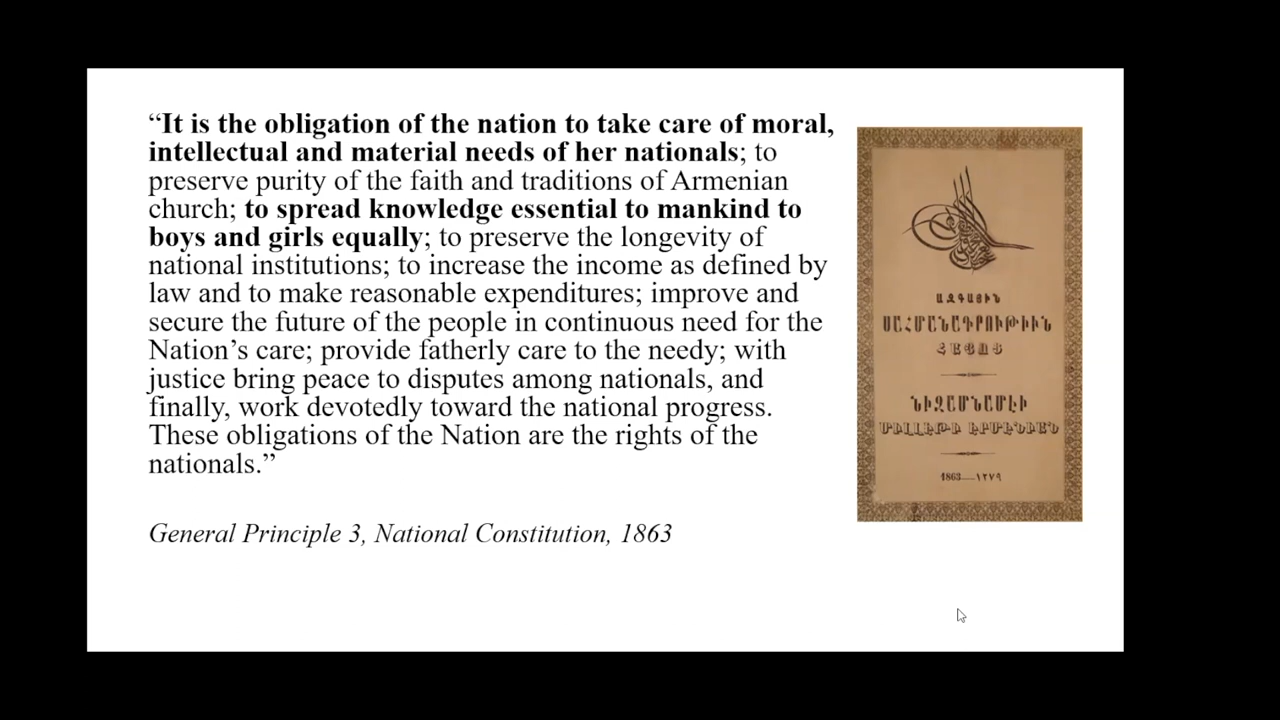 “It is the obligation of the nation to take care of moral,
intellectual and material needs of her nationals; to
preserve purity of the faith and traditions of Armenian
church; to spread knowledge essential to mankind to
boys and girls equally; to preserve the longevity of
national institutions; to increase the income as defined by
law and to make reasonable expenditures; improve and
secure the future of the people in continuous need for the
Nation’s care; provide fatherly care to the needy; with
justice bring peace to disputes among nationals, and
finally, work devotedly toward the national progress.
These obligations of the Nation are the rights of the
nationals.”
General Principle 3, National Constitution, 1863
ԱԶԳԱՅԻՆ
ՍԱՀՄԱՆԱԴՐՈՒԹԻՒՆ
ՀԱՅՈՑ
ՆԻԶԱՄՆԱՄԷԻ
ՄԻԼԼԵԹԻ ԷՐՄԷՆԻԵԱՆ
1863—١٢٧٩